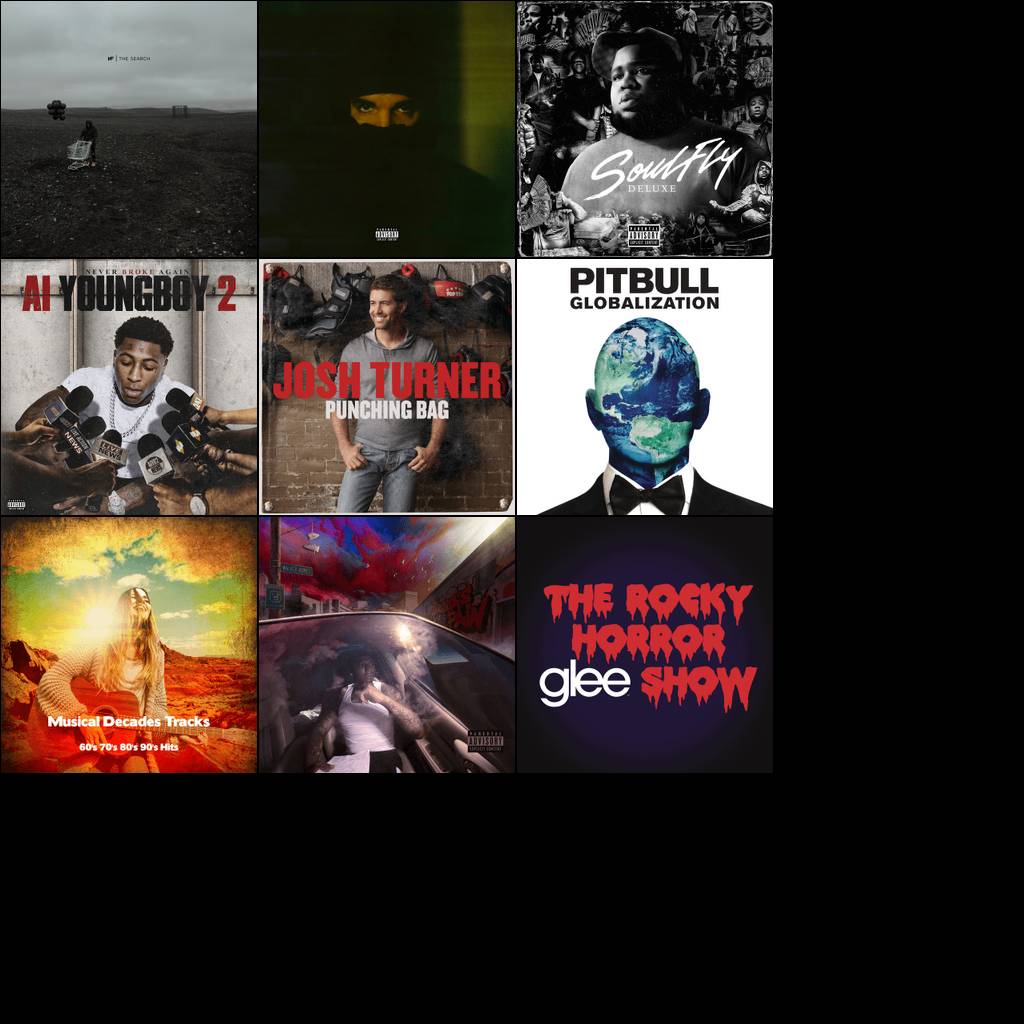 NF | THE SEARCH
PARENTAL
ADVISORY
EXPLICIT CONTENT
SoulFly
DELUXE
PARENTAL
ADVISORY
EXPLICIT CONTENT
NEVER BROKE AGAIN
AI YOUNGBOY 2
NEWS
LIVE
NEWS
JOSH TURNER
PUNCHING BAG
PITBULL
GLOBALIZATION
Musical Decades Tracks
60's 70's 80's 90's Hits
PARENTAL
ADVISORY
EXPLICIT CONTENT
THE ROCKY
HORROR
glee SHOW